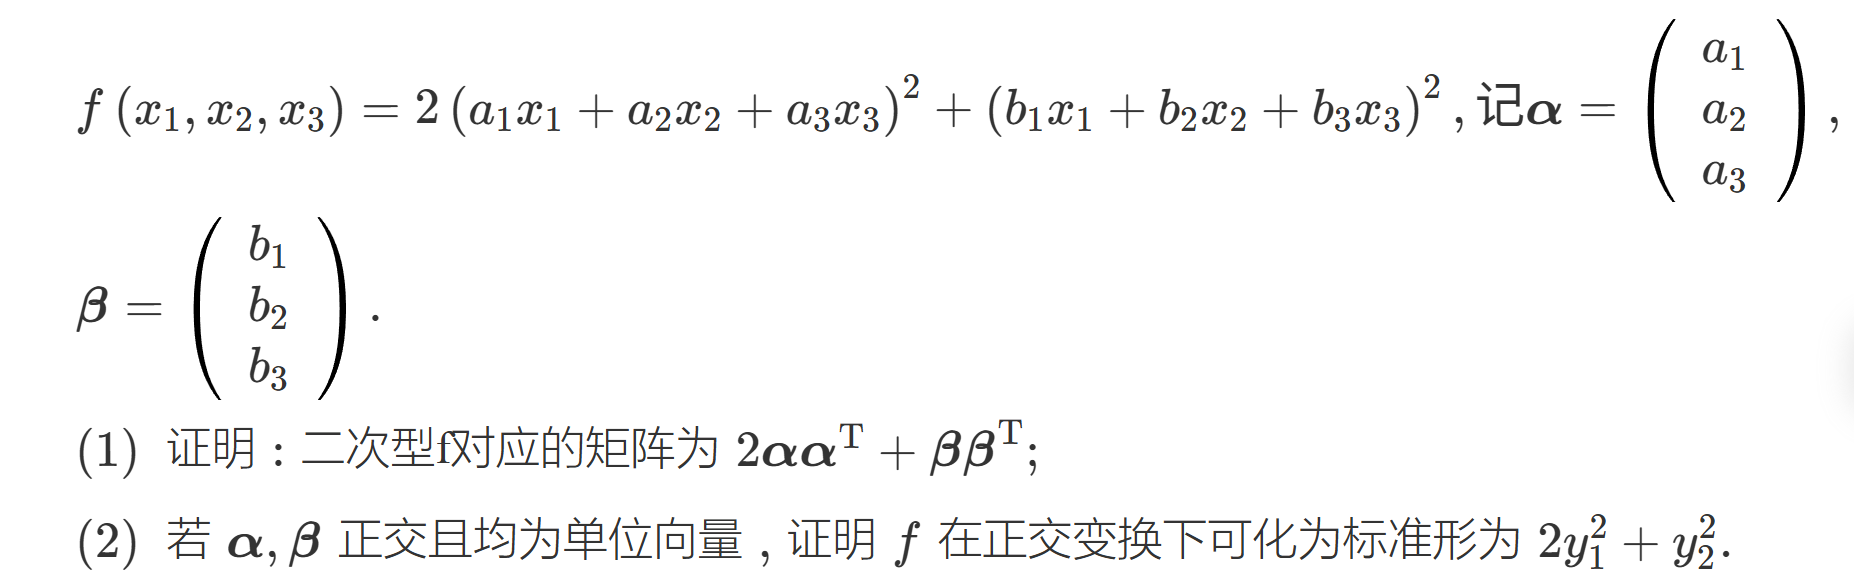 f (x₁, x₂, x₃) = 2 (a₁x₁ + a₂x₂ + a₃x₃)² + (b₁x₁ + b₂x₂ + b₃x₃)² , 记α = ( a₁ a₂ a₃ ) ,
β = ( b₁ b₂ b₃ ) .
(1) 证明 : 二次型f对应的矩阵为 2ααᵀ + ββᵀ;
(2) 若 α, β 正交且均为单位向量 , 证明 f 在正交变换下可化为标准形为 2y₁² + y₂².